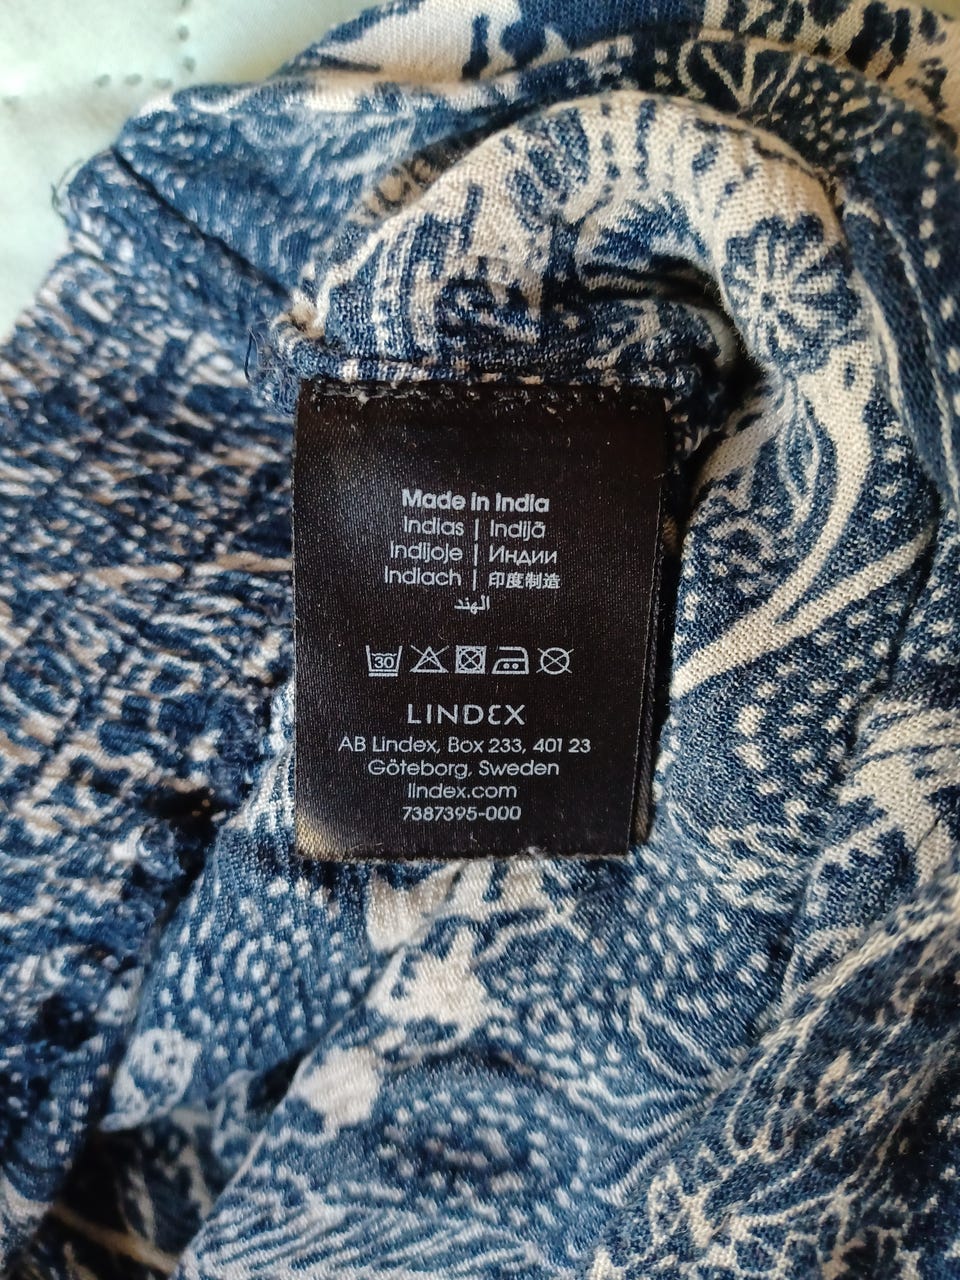 Made in India
Indias | Indijā
Indijoje | Индии
Indiach | 印度制造
الهند
30
LINDEX
AB Lindex, Box 233, 401 23
Göteborg, Sweden
lindex.com
7387395-000